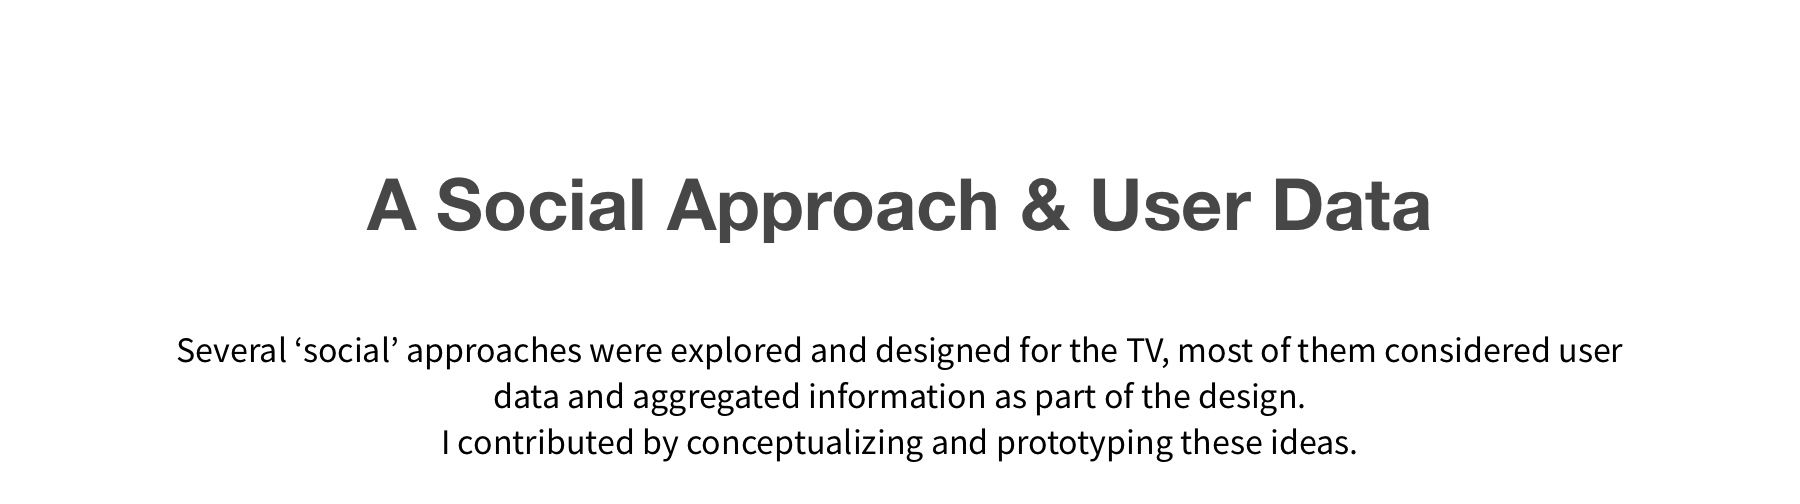 A Social Approach & User Data
Several ‘social’ approaches were explored and designed for the TV, most of them considered user
data and aggregated information as part of the design.
I contributed by conceptualizing and prototyping these ideas.